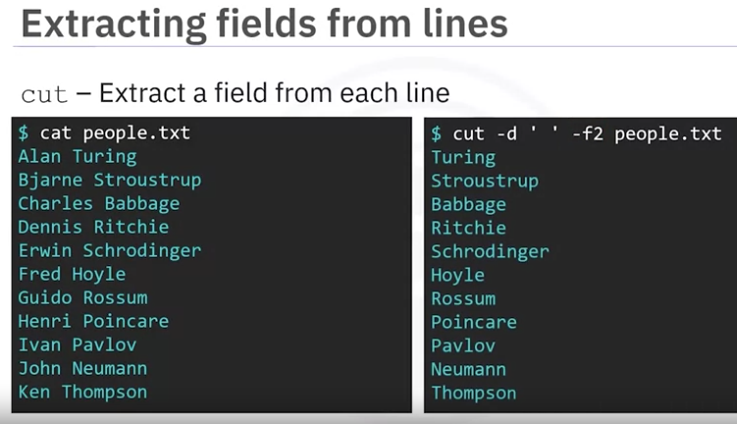 Extracting fields from lines
cut – Extract a field from each line
$ cat people.txt
Alan Turing
Bjarne Stroustrup
Charles Babbage
Dennis Ritchie
Erwin Schrodinger
Fred Hoyle
Guido Rossum
Henri Poincare
Ivan Pavlov
John Neumann
Ken Thompson
$ cut -d ' ' -f2 people.txt
Turing
Stroustrup
Babbage
Ritchie
Schrodinger
Hoyle
Rossum
Poincare
Pavlov
Neumann
Thompson